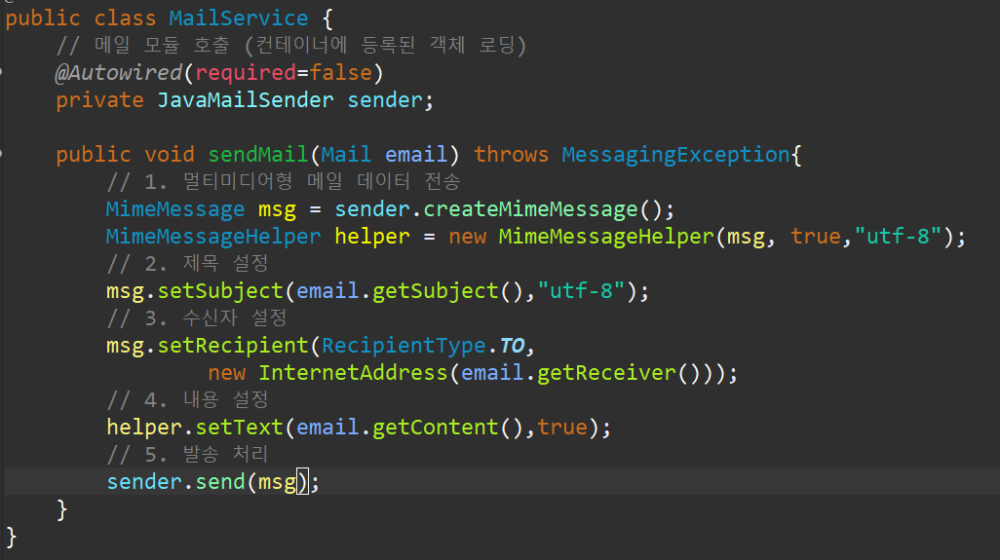 public class MailService {
    // 메일 모듈 호출 (컨테이너에 등록된 객체 로딩)
    @Autowired(required=false)
    private JavaMailSender sender;

    public void sendMail(Mail email) throws MessagingException{
        // 1. 멀티미디어형 메일 데이터 전송
        MimeMessage msg = sender.createMimeMessage();
        MimeMessageHelper helper = new MimeMessageHelper(msg, true,"utf-8");
        // 2. 제목 설정
        msg.setSubject(email.getSubject(),"utf-8");
        // 3. 수신자 설정
        msg.setRecipient(RecipientType.TO,
                new InternetAddress(email.getReceiver()));
        // 4. 내용 설정
        helper.setText(email.getContent(),true);
        // 5. 발송 처리
        sender.send(msg);
    }
}